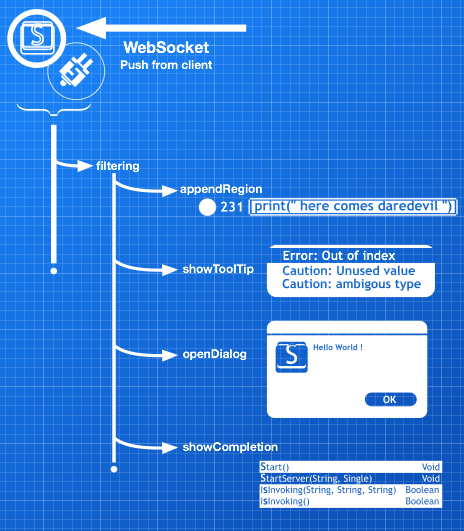 S
WebSocket
Push from client
filtering
appendRegion
231 print(" here comes daredevil ")
showToolTip
Error: Out of index
Caution: Unused value
Caution: ambigous type
openDialog
Hello World !
S
OK
showCompletion
Start() Void
StartServer(String, Single) Void
IsInvoking(String, String, String) Boolean
IsInvoking() Boolean